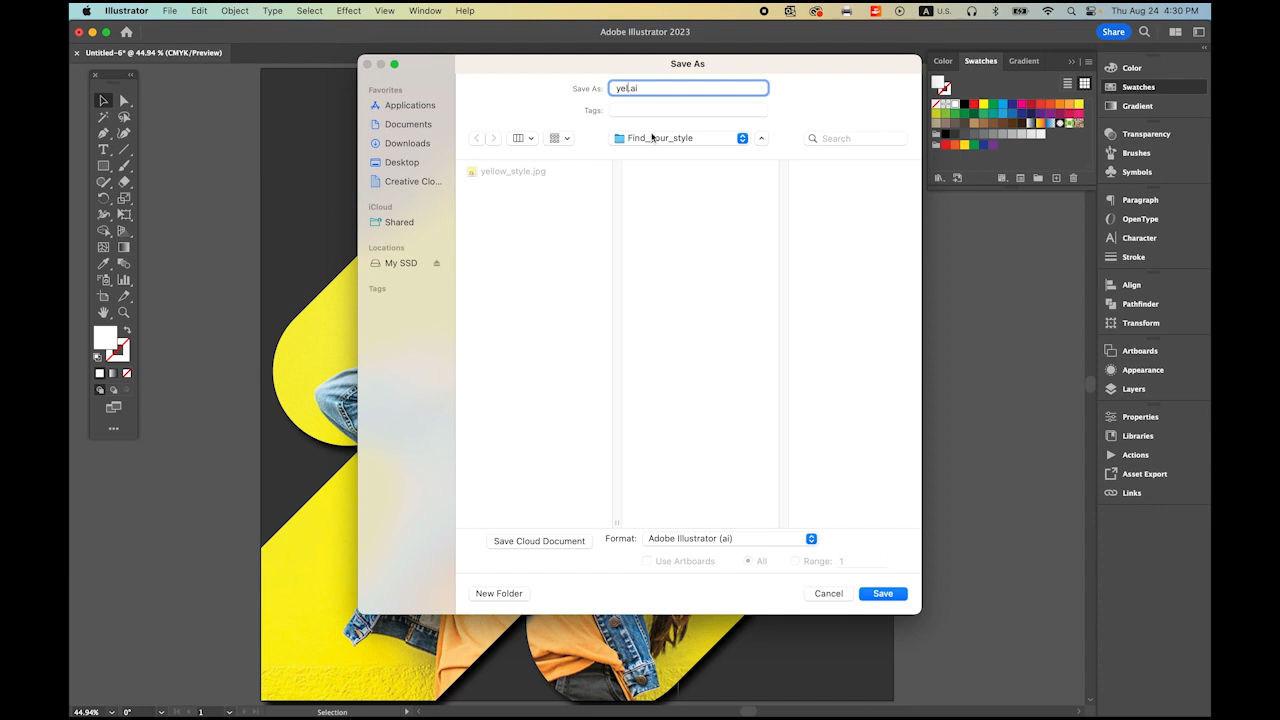 Illustrator File Edit Object Type Select Effect View Window Help A U.S. Thu Aug 24 4:30 PM
Adobe Illustrator 2023
Share
× Untitled-6* @ 44.94 % (CMYK/Preview)
Save As
Save As: yel.ai
Tags:
Find_your_style
Search
Favorites
Applications
Documents
Downloads
Desktop
Creative Clo...
iCloud
Shared
Locations
My SSD
Tags
yellow_style.jpg
Save Cloud Document
Format: Adobe Illustrator (ai)
Use Artboards All Range: 1
New Folder
Cancel
Save
Color Swatches Gradient
Color
Swatches
Gradient
Transparency
Brushes
Symbols
Paragraph
OpenType
Character
Stroke
Align
Pathfinder
Transform
Artboards
Appearance
Layers
Properties
Libraries
Actions
Asset Export
Links
44.94% 0° 1 Selection